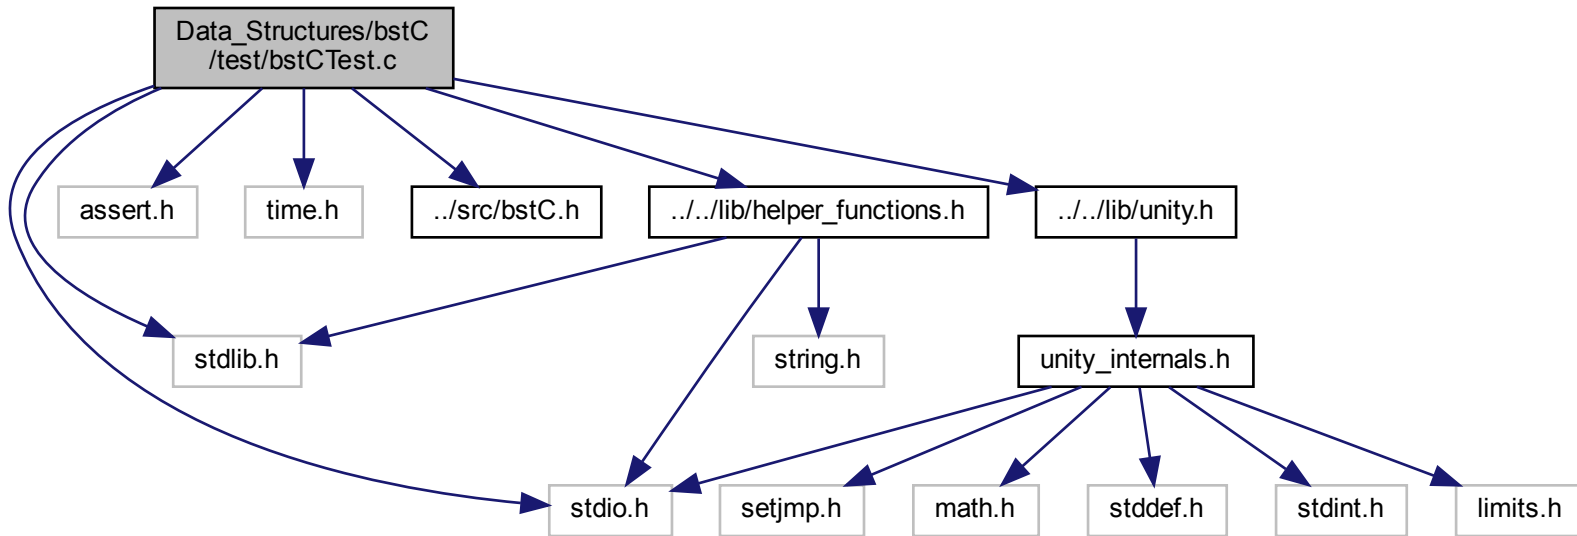 Data_Structures/bstC
/test/bstCTest.c
assert.h
time.h
../src/bstC.h
../../lib/helper_functions.h
../../lib/unity.h
stdlib.h
string.h
unity_internals.h
stdio.h
setjmp.h
math.h
stddef.h
stdint.h
limits.h